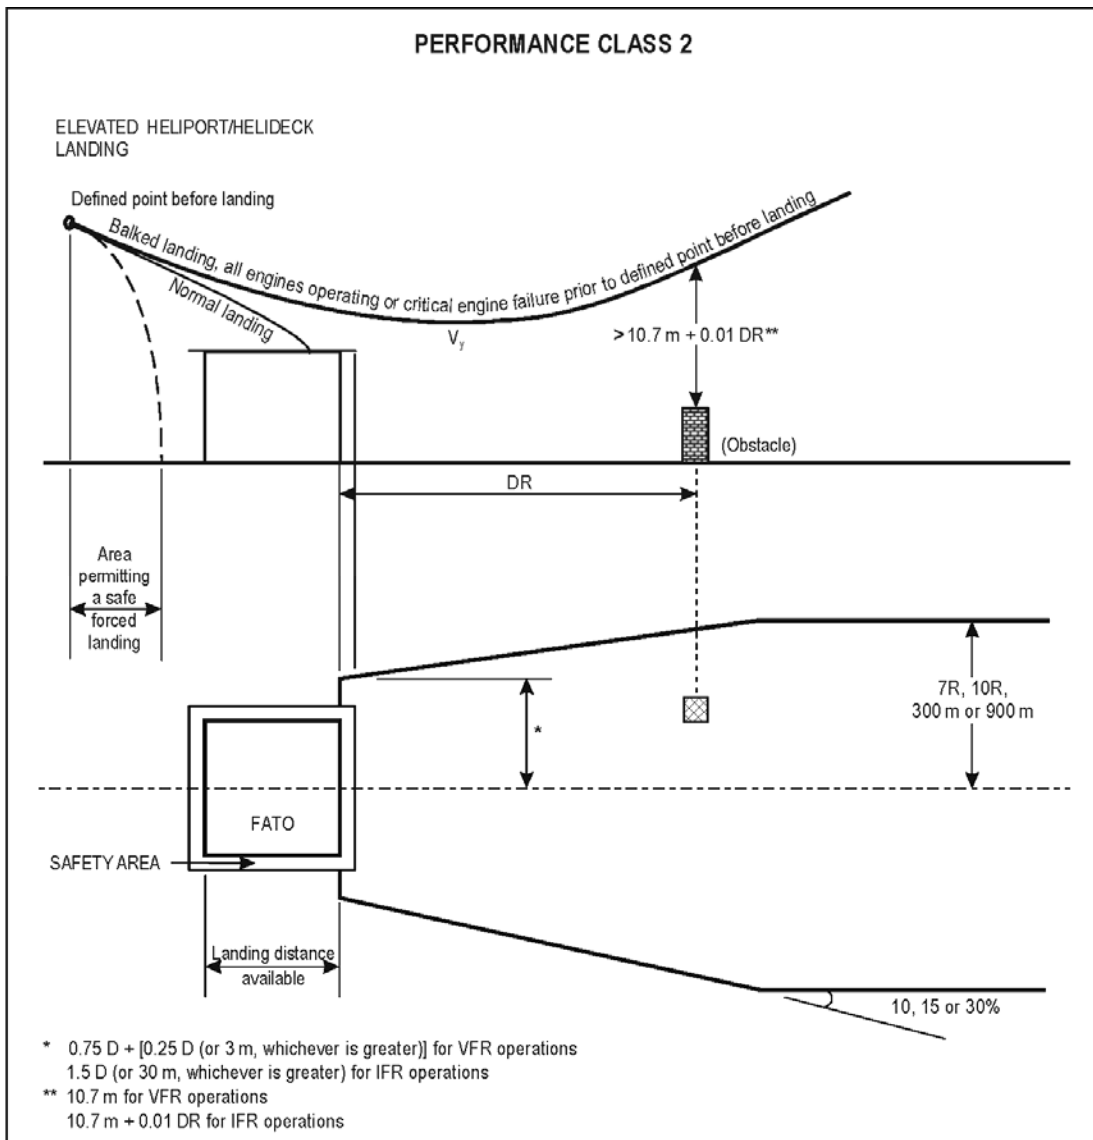 PERFORMANCE CLASS 2
ELEVATED HELIPORT/HELIDECK
LANDING
Defined point before landing
Balked landing, all engines operating or critical engine failure prior to defined point before landing
Normal landing
Vy
> 10.7 m + 0.01 DR**
(Obstacle)
DR
Area
permitting
a safe
forced
landing
7R, 10R,
300 m or 900 m
*
FATO
SAFETY AREA
Landing distance
available
10, 15 or 30%
* 0.75 D + [0.25 D (or 3 m, whichever is greater)] for VFR operations
1.5 D (or 30 m, whichever is greater) for IFR operations
** 10.7 m for VFR operations
10.7 m + 0.01 DR for IFR operations